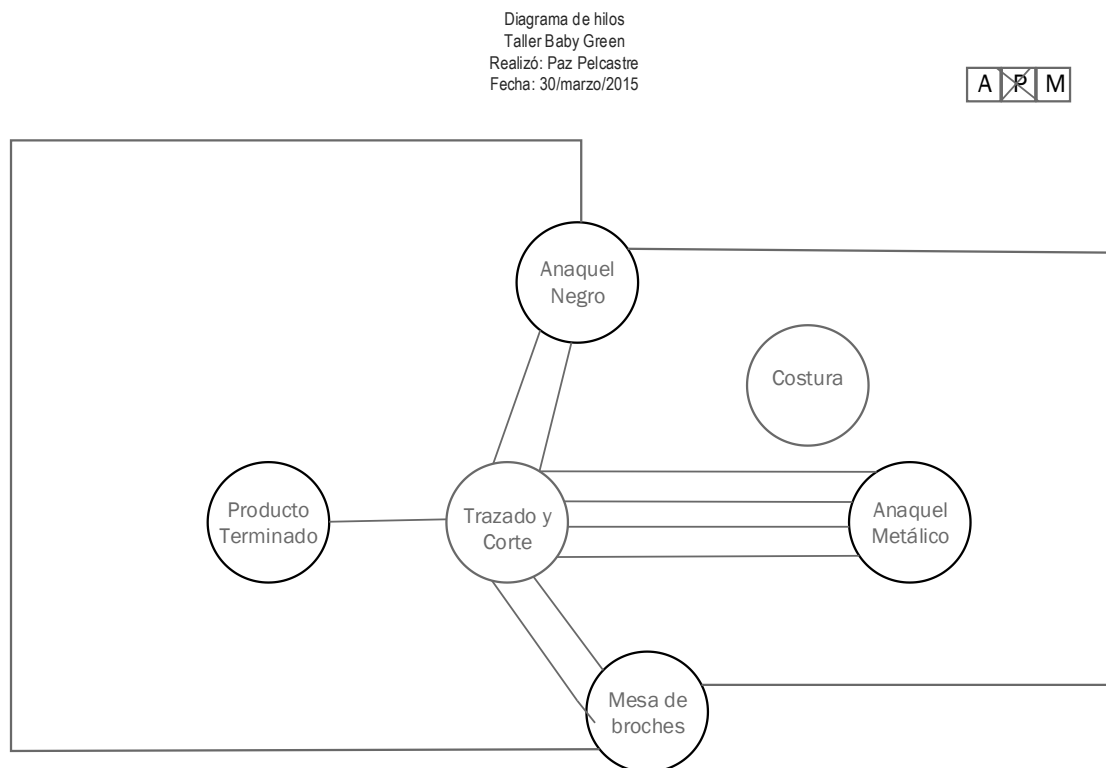 Diagrama de hilos
Taller Baby Green
Realizó: Paz Pelcastre
Fecha: 30/marzo/2015
A P M
Anaquel
Negro
Costura
Producto
Terminado
Trazado y
Corte
Anaquel
Metálico
Mesa de
broches